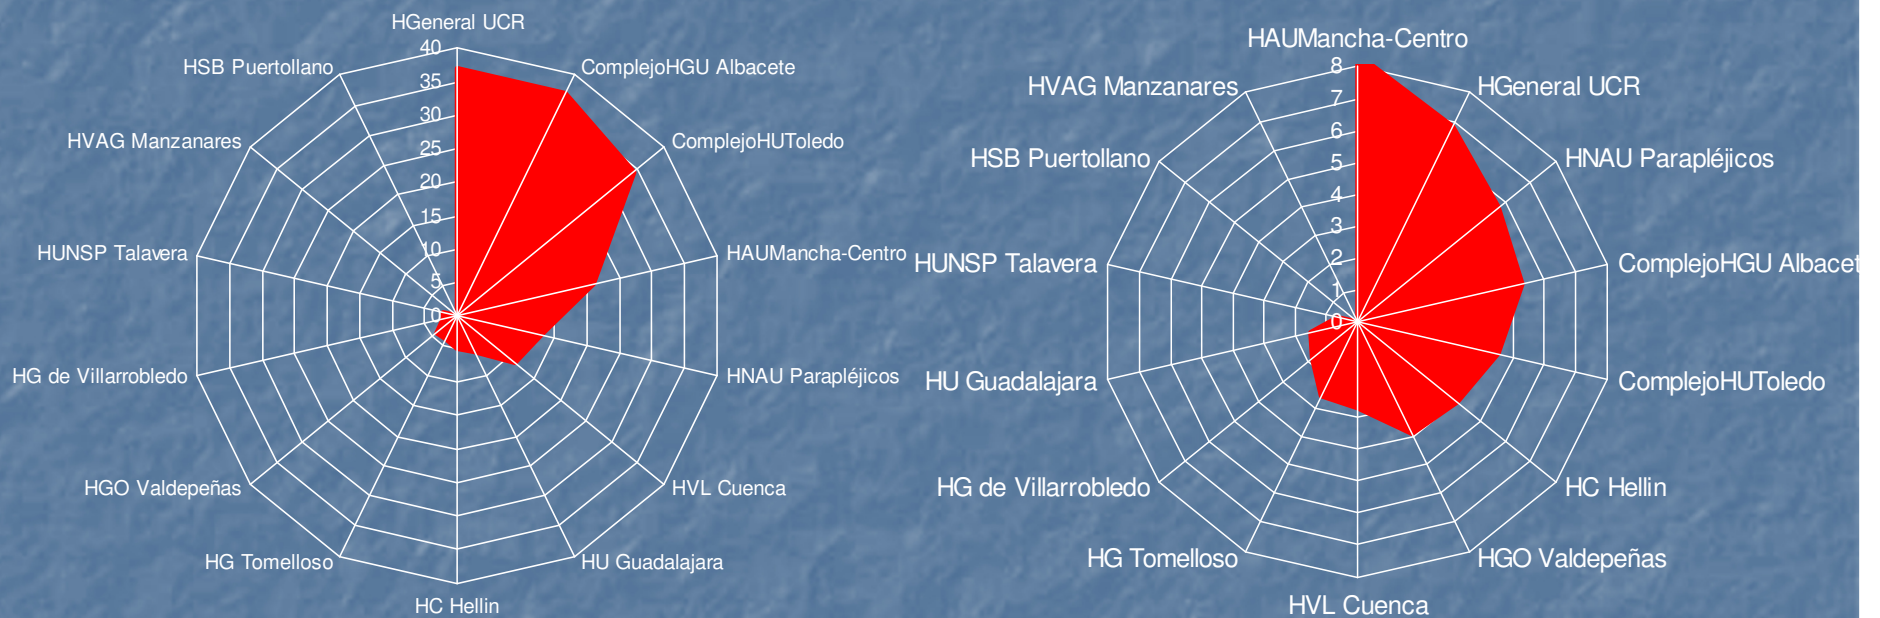 HGeneral UCR
ComplejoHGU Albacete
ComplejoHUToledo
HAUMancha-Centro
HNAU Parapléjicos
HVL Cuenca
HU Guadalajara
HC Hellin
HG Tomelloso
HGO Valdepeñas
HG de Villarrobledo
HUNSP Talavera
HVAG Manzanares
HSB Puertollano
40
35
30
25
20
15
10
5
0
HAUMancha-Centro
HGeneral UCR
HNAU Parapléjicos
ComplejoHGU Albacet
ComplejoHUToledo
HC Hellin
HGO Valdepeñas
HVL Cuenca
HG Tomelloso
HG de Villarrobledo
HU Guadalajara
HUNSP Talavera
HSB Puertollano
HVAG Manzanares
8
7
6
5
4
3
2
1
0